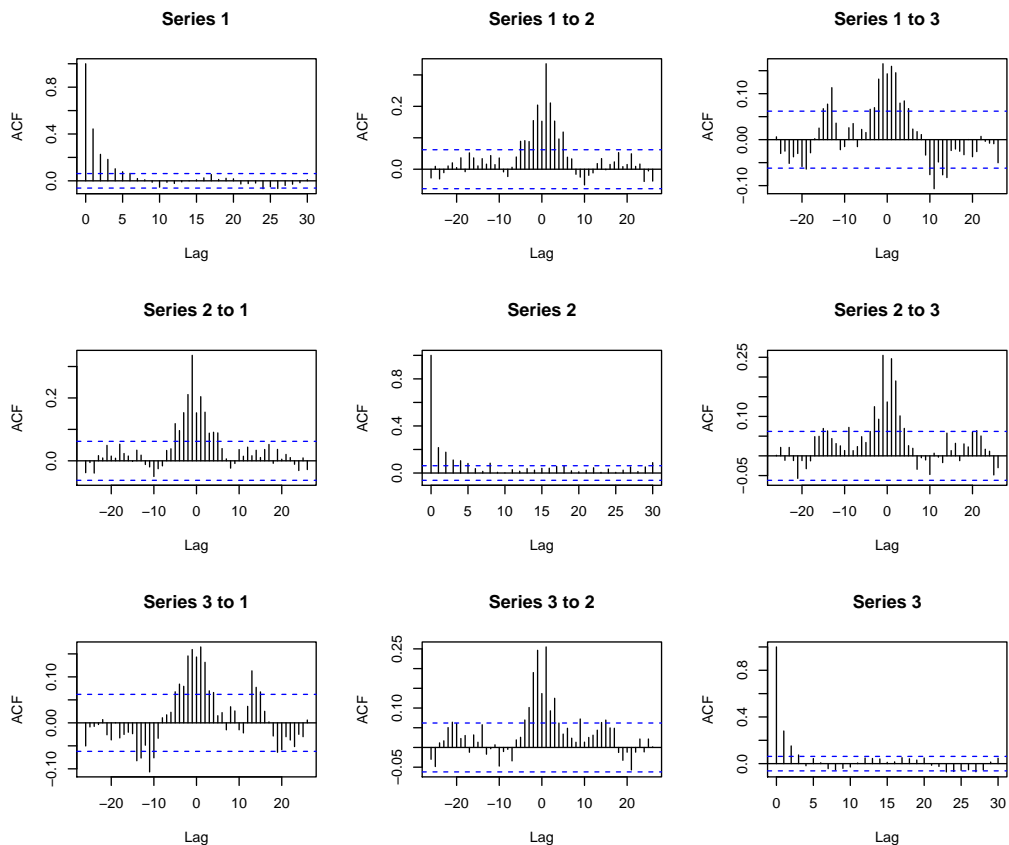 Series 1
Series 1 to 2
Series 1 to 3
ACF
0.0 0.4 0.8
0 5 10 15 20 25 30
Lag
ACF
0.0 0.2
−20 −10 0 10 20
Lag
ACF
−0.10 0.00 0.10
−20 −10 0 10 20
Lag
Series 2 to 1
Series 2
Series 2 to 3
ACF
0.0 0.2
−20 −10 0 10 20
Lag
ACF
0.0 0.4 0.8
0 5 10 15 20 25 30
Lag
ACF
−0.05 0.10 0.25
−20 −10 0 10 20
Lag
Series 3 to 1
Series 3 to 2
Series 3
ACF
−0.10 0.00 0.10
−20 −10 0 10 20
Lag
ACF
−0.05 0.10 0.25
−20 −10 0 10 20
Lag
ACF
0.0 0.4 0.8
0 5 10 15 20 25 30
Lag